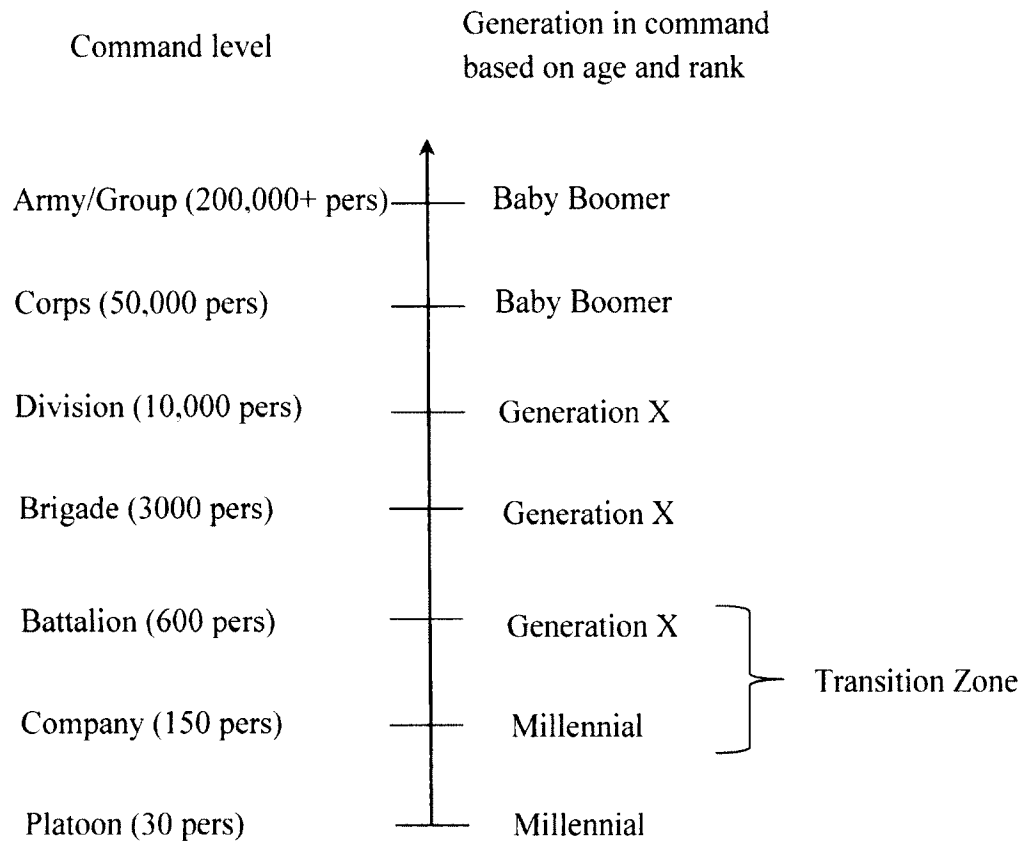 Command level
Generation in command
based on age and rank
Army/Group (200,000+ pers)
Baby Boomer
Corps (50,000 pers)
Baby Boomer
Division (10,000 pers)
Generation X
Brigade (3000 pers)
Generation X
Battalion (600 pers)
Generation X
Transition Zone
Company (150 pers)
Millennial
Platoon (30 pers)
Millennial